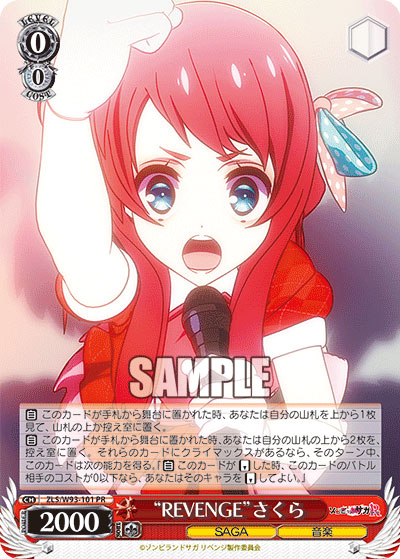 LEVEL
0
0
COST
SAMPLE
自 このカードが手札から舞台に置かれた時、あなたは自分の山札を上から1枚
見て、山札の上か控え室に置く。
自 このカードが手札から舞台に置かれた時、あなたは自分の山札の上から2枚を、
控え室に置く。それらのカードにクライマックスがあるなら、そのターン中、
このカードは次の能力を得る。『自 このカードが した時、このカードのバトル
相手のコストが0以下なら、あなたはそのキャラを してよい。』
CH ZLS/W93-101 PR
2000
“REVENGE”さくら
SAGA
音楽
©ゾンビランドサガ リベンジ製作委員会